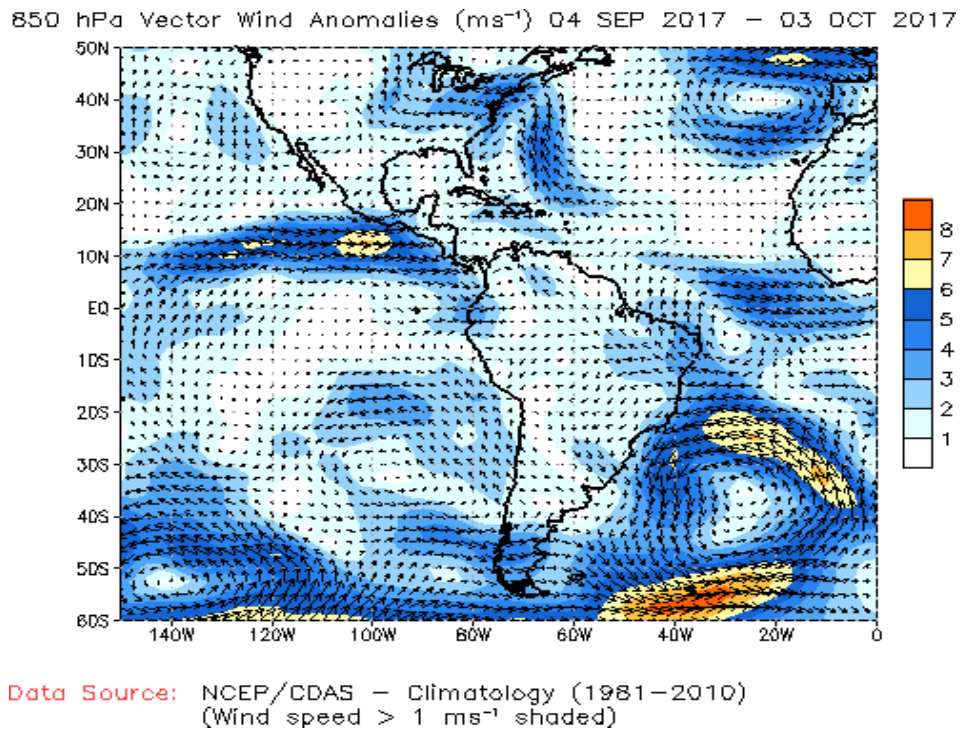 850 hPa Vector Wind Anomalies (ms⁻¹) 04 SEP 2017 – 03 OCT 2017
50N
40N
30N
20N
10N
EQ
10S
20S
30S
40S
50S
60S
140W 120W 100W 80W 60W 40W 20W 0
8
7
6
5
4
3
2
1
Data Source: NCEP/CDAS – Climatology (1981–2010)
(Wind speed > 1 ms⁻¹ shaded)